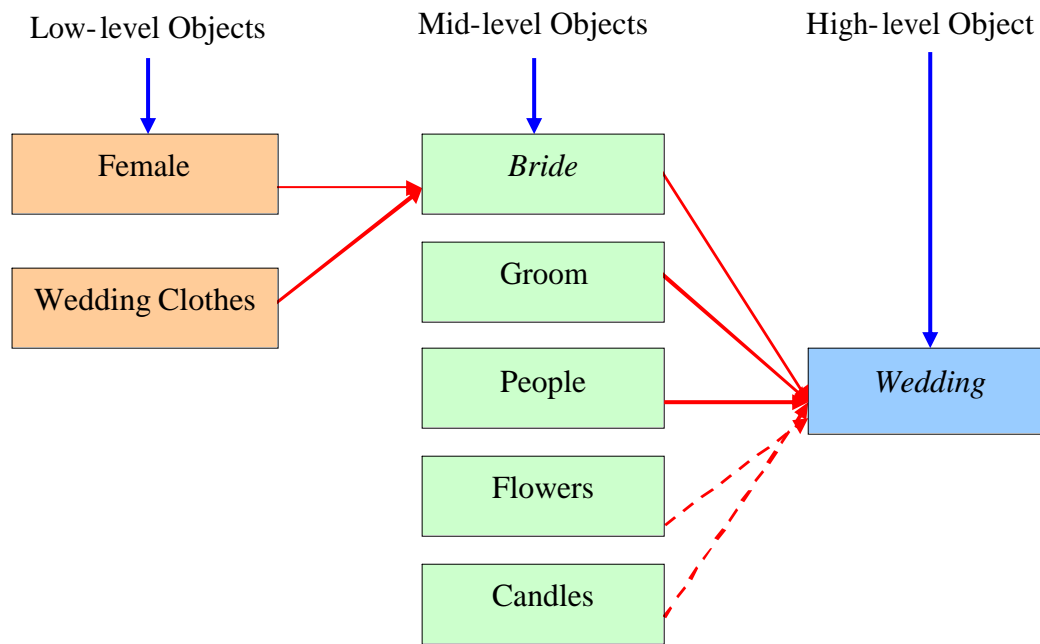 Low-level Objects
Mid-level Objects
High-level Object
Female
Bride
Wedding Clothes
Groom
People
Wedding
Flowers
Candles